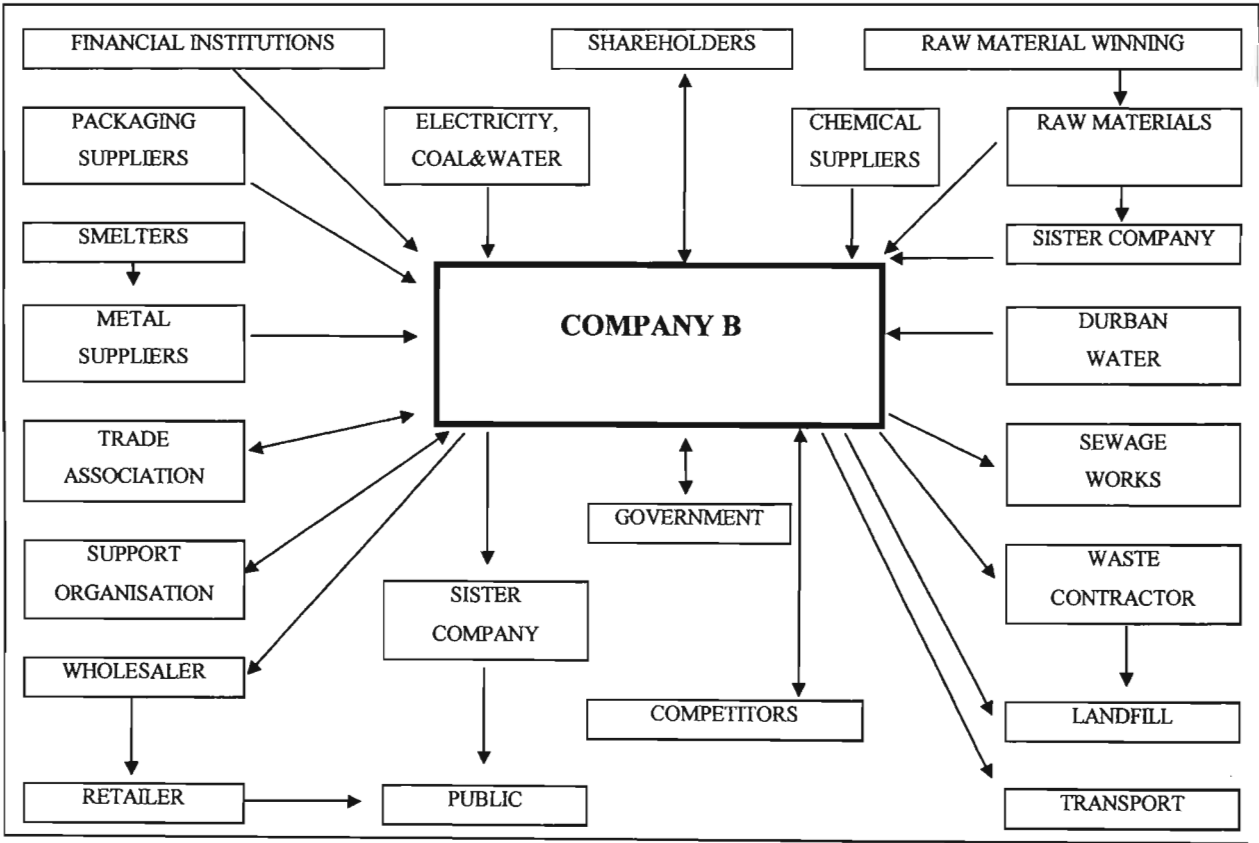 FINANCIAL INSTITUTIONS
SHAREHOLDERS
RAW MATERIAL WINNING
PACKAGING
SUPPLIERS
ELECTRICITY,
COAL&WATER
CHEMICAL
SUPPLIERS
RAW MATERIALS
SMELTERS
SISTER COMPANY
METAL
SUPPLIERS
COMPANY B
DURBAN
WATER
TRADE
ASSOCIATION
SEWAGE
WORKS
GOVERNMENT
SUPPORT
ORGANISATION
SISTER
COMPANY
WASTE
CONTRACTOR
WHOLESALER
COMPETITORS
LANDFILL
RETAILER
PUBLIC
TRANSPORT